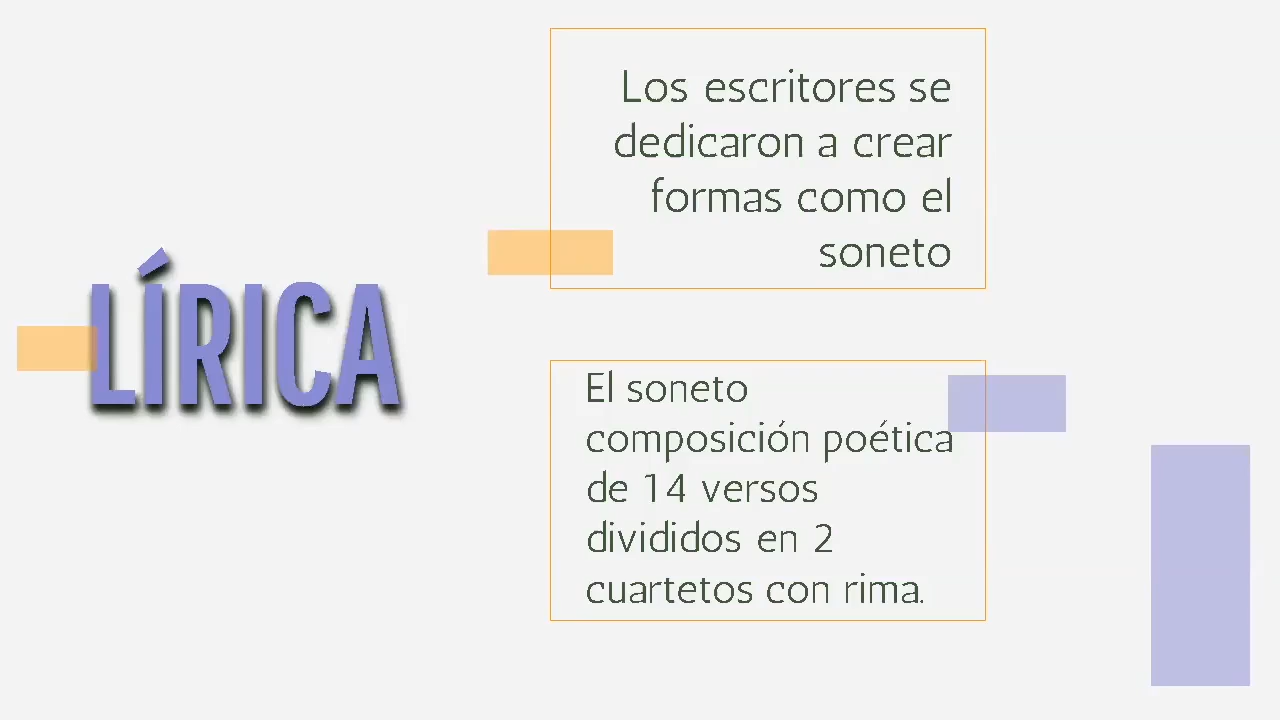 LÍRICA
Los escritores se
dedicaron a crear
formas como el
soneto
El soneto
composición poética
de 14 versos
divididos en 2
cuartetos con rima.